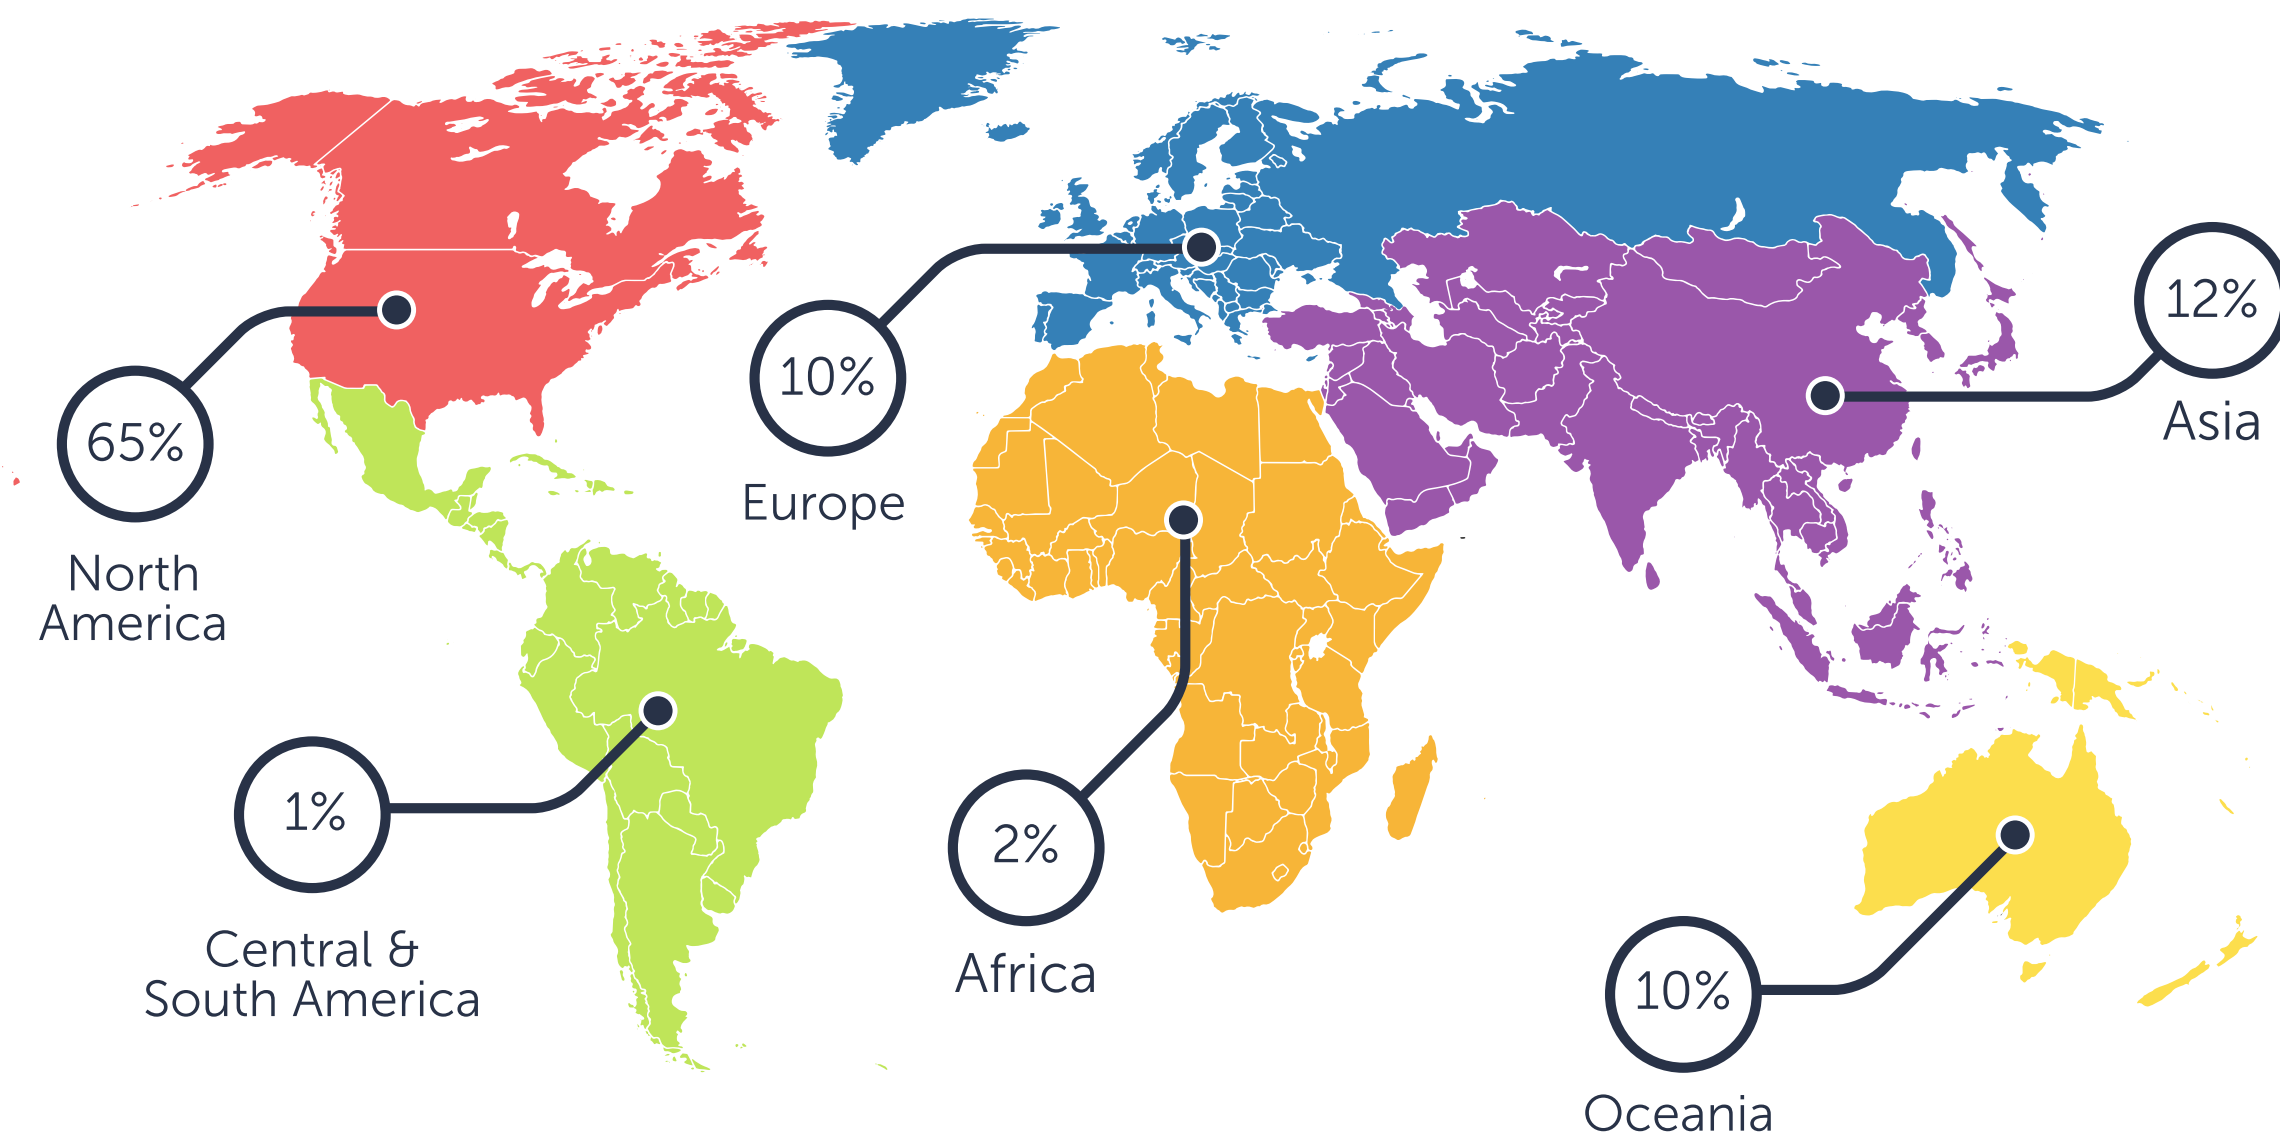 65%
North
America
10%
Europe
12%
Asia
1%
Central &
South America
2%
Africa
10%
Oceania